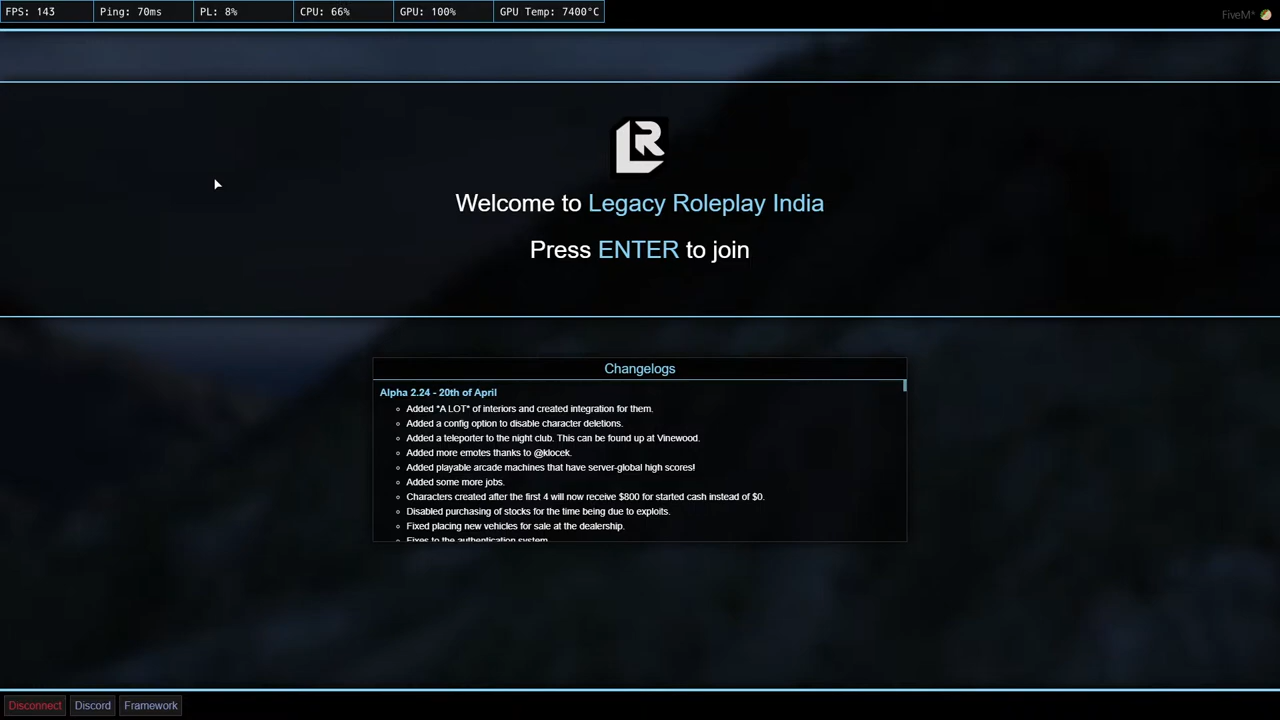 FPS: 143 Ping: 70ms PL: 8% CPU: 66% GPU: 100% GPU Temp: 7400°C
FiveM*
LR
Welcome to Legacy Roleplay India
Press ENTER to join
Changelogs
Alpha 2.24 - 20th of April
Added "A LOT" of interiors and created integration for them.
Added a config option to disable character deletions.
Added a teleporter to the night club. This can be found up at Vinewood.
Added more emotes thanks to @klocek.
Added playable arcade machines that have server-global high scores!
Added some more jobs.
Characters created after the first 4 will now receive $800 for started cash instead of $0.
Disabled purchasing of stocks for the time being due to exploits.
Fixed placing new vehicles for sale at the dealership.
Fixes to the authentication system.
Disconnect Discord Framework